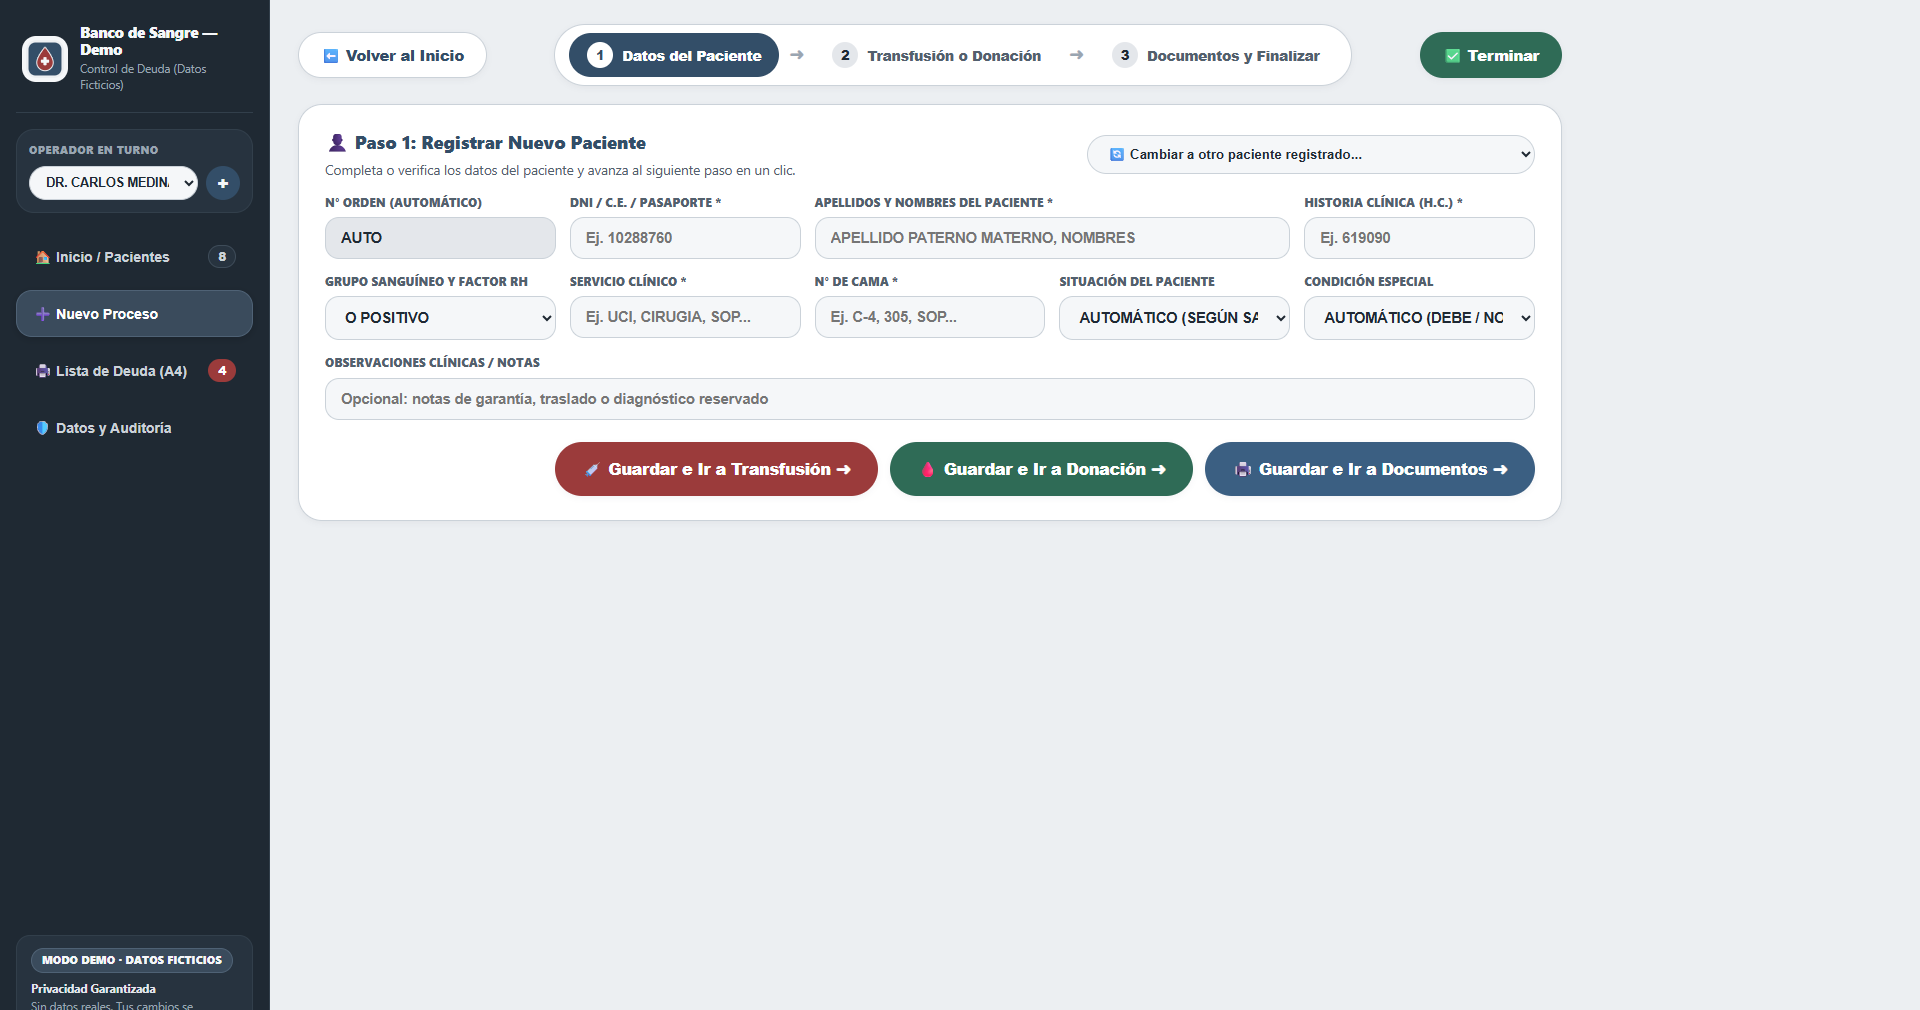 Banco de Sangre —
Demo
Control de Deuda (Datos
Ficticios)
OPERADOR EN TURNO
DR. CARLOS MEDIN
+
Inicio / Pacientes
8
Nuevo Proceso
Lista de Deuda (A4)
4
Datos y Auditoría
MODO DEMO · DATOS FICTICIOS
Privacidad Garantizada
Sin datos reales. Tus cambios se
Volver al Inicio
1 Datos del Paciente ➔
2 Transfusión o Donación ➔
3 Documentos y Finalizar
Terminar
Paso 1: Registrar Nuevo Paciente
Completa o verifica los datos del paciente y avanza al siguiente paso en un clic.
Cambiar a otro paciente registrado...
N° ORDEN (AUTOMÁTICO)
AUTO
DNI / C.E. / PASAPORTE *
Ej. 10288760
APELLIDOS Y NOMBRES DEL PACIENTE *
APELLIDO PATERNO MATERNO, NOMBRES
HISTORIA CLÍNICA (H.C.) *
Ej. 619090
GRUPO SANGUÍNEO Y FACTOR RH
O POSITIVO
SERVICIO CLÍNICO *
Ej. UCI, CIRUGIA, SOP...
N° DE CAMA *
Ej. C-4, 305, SOP...
SITUACIÓN DEL PACIENTE
AUTOMÁTICO (SEGÚN SA
CONDICIÓN ESPECIAL
AUTOMÁTICO (DEBE / NO
OBSERVACIONES CLÍNICAS / NOTAS
Opcional: notas de garantía, traslado o diagnóstico reservado
Guardar e Ir a Transfusión ➔
Guardar e Ir a Donación ➔
Guardar e Ir a Documentos ➔